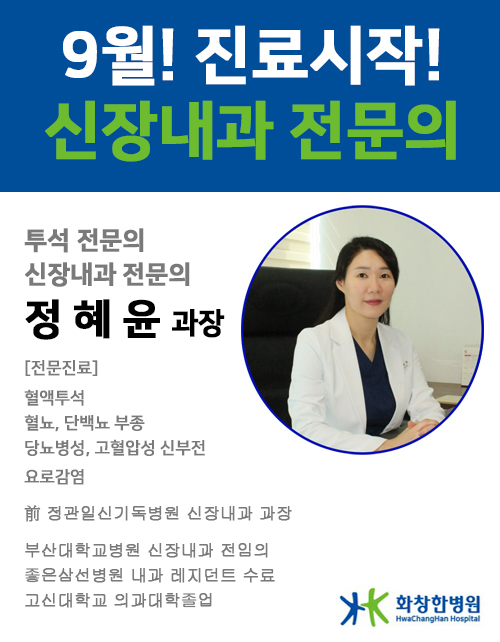 9월! 진료시작!
신장내과 전문의
투석 전문의
신장내과 전문의
정 혜 윤 과장
[전문진료]
혈액투석
혈뇨, 단백뇨 부종
당뇨병성, 고혈압성 신부전
요로감염
前 정관일신기독병원 신장내과 과장
부산대학교병원 신장내과 전임의
좋은삼선병원 내과 레지던트 수료
고신대학교 의과대학졸업
화창한병원
HwaChangHan Hospital